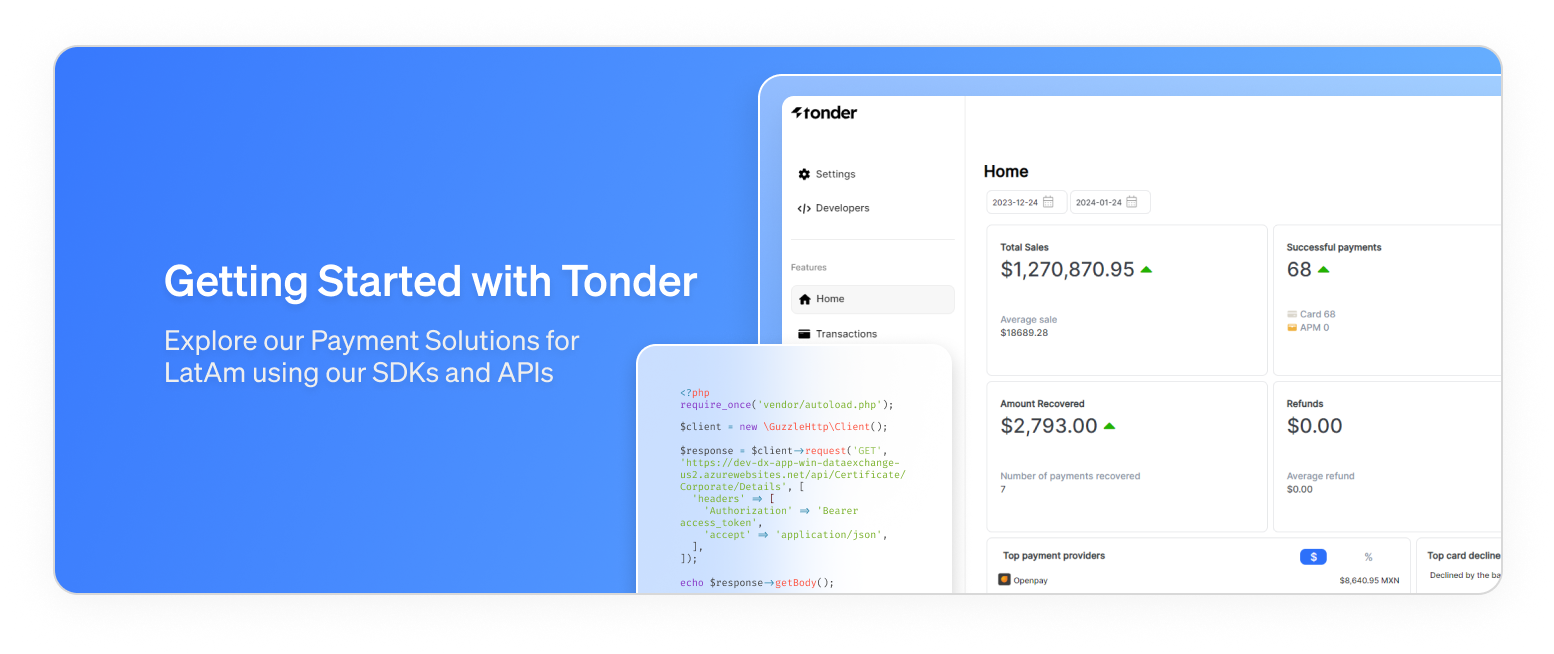 Getting Started with Tonder
Explore our Payment Solutions for
LatAm using our SDKs and APIs
tonder
Settings
Developers
Features
Home
Transactions
Home
2023-12-24
2024-01-24
Total Sales
$1,270,870.95
Average sale
$18689.28
Successful payments
68
Card 68
APM 0
Amount Recovered
$2,793.00
Number of payments recovered
7
Refunds
$0.00
Average refund
$0.00
Top payment providers
$ %
Openpay
$8,640.95 MXN
Top card decline
Declined by the ba
<?php
require_once('vendor/autoload.php');
$client = new \GuzzleHttp\Client();
$response = $client→request('GET',
'https://dev-dx-app-win-dataexchange-
us2.azurewebsites.net/api/Certificate/
Corporate/Details', [
'headers' ⇒ [
'Authorization' ⇒ 'Bearer
access_token',
'accept' ⇒ 'application/json',
],
]);
echo $response→getBody();